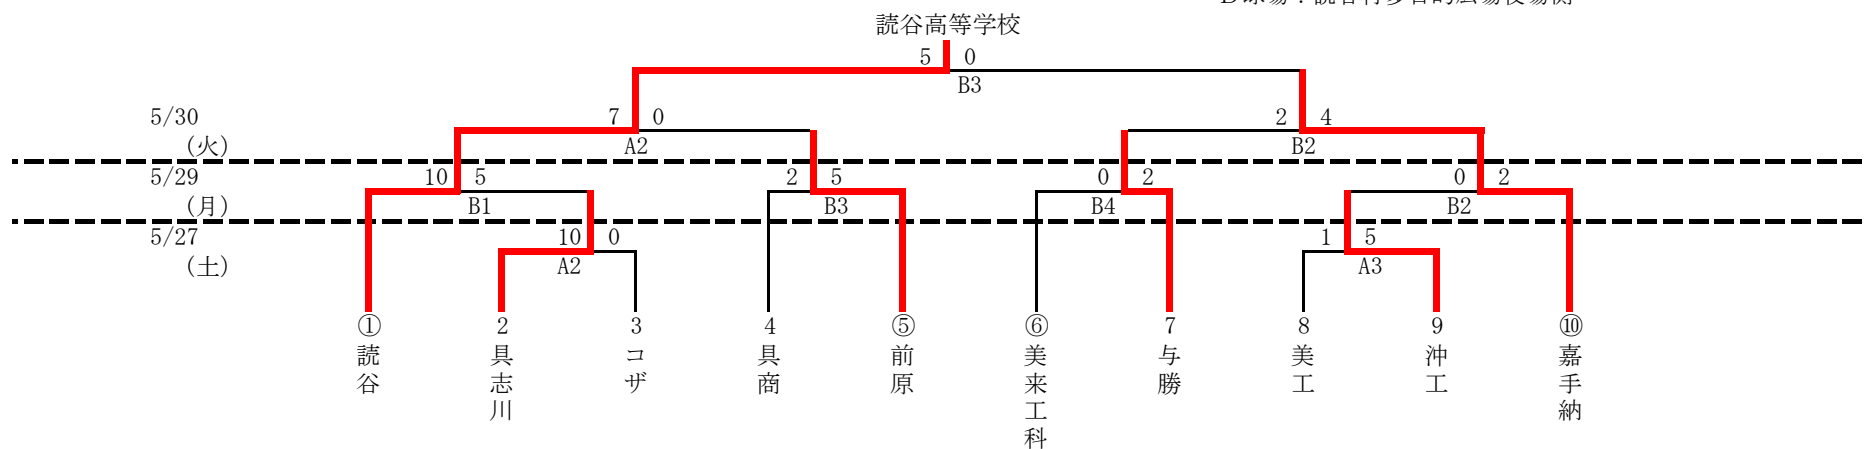 読谷高等学校
5 0
B3
5/30
(火)
7 0
A2
2 4
B2
5/29
(月)
10 5
B1
2 5
B3
0 2
B4
0 2
B2
5/27
(土)
10 0
A2
1 5
A3
① 2 3 4 ⑤ ⑥ 7 8 9 ⑩
読谷
具志川
コザ
具商
前原
美来工科
与勝
美工
沖工
嘉手納